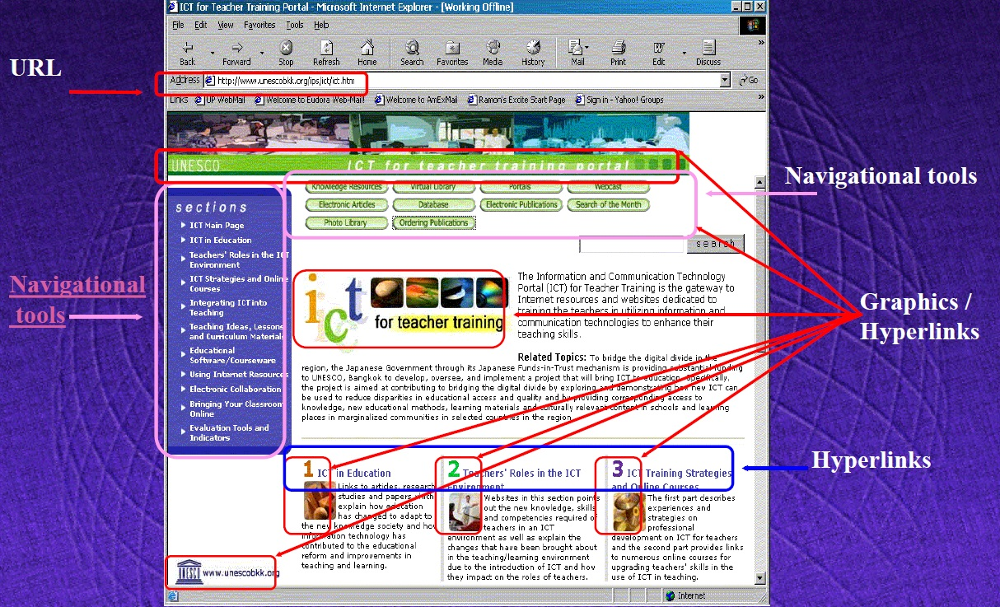 ICT for Teacher Training Portal - Microsoft Internet Explorer - [Working Offline]
File Edit View Favorites Tools Help
Back Forward Stop Refresh Home Search Favorites Media History Mail Print Edit Discuss
URL
Address http://www.unescobkk.org/ips/ict/ict.htm Go
Links UP WebMail Welcome to Eudora Web-Mail! Welcome to AmExMail Ramon's Excite Start Page Sign in - Yahoo! Groups
UNESCO ICT for teacher training portal
Navigational tools
Knowledge Resources Virtual Library Portals Webcast
Electronic Articles Database Electronic Publications Search of the Month
Photo Library Ordering Publications
search
sections
ICT Main Page
ICT in Education
Teachers' Roles in the ICT
Environment
ICT Strategies and Online
Courses
Integrating ICT into
Teaching
Teaching Ideas, Lessons
and Curriculum Materials
Educational
Software/Courseware
Using Internet Resources
Electronic Collaboration
Bringing Your Classroom
Online
Evaluation Tools and
Indicators
Navigational
tools
ict
for teacher training
The Information and Communication Technology
Portal (ICT) for Teacher Training is the gateway to
Internet resources and websites dedicated to
training the teachers in utilizing information and
communication technologies to enhance their
teaching skills.
Graphics /
Hyperlinks
Related Topics: To bridge the digital divide in the
region, the Japanese Government through its Japanese Funds-in-Trust mechanism is providing substantial funding
to UNESCO, Bangkok to develop, oversee, and implement a project that will bring ICT to education. Specifically,
the project is aimed at contributing to bridging the digital divide by exploring and demonstrating how new ICT can
be used to reduce disparities in educational access and quality and by providing corresponding access to
knowledge, new educational methods, learning materials and culturally relevant content in schools and learning
places in marginalized communities in selected countries in the region.
Hyperlinks
1 ICT in Education
Links to articles, research
studies and papers which
explain how education
has changed to adapt to
the new knowledge society and how
information technology has
contributed to the educational
reform and improvements in
teaching and learning.
2 Teachers' Roles in the ICT
Environment
Websites in this section points
out the new knowledge, skills
and competencies required of
teachers in an ICT
environment as well as explain the
changes that have been brought about
in the teaching/learning environment
due to the introduction of ICT and how
they impact on the roles of teachers.
3 ICT Training Strategies
and Online Courses
The first part describes
experiences and
strategies on
professional
development on ICT for teachers
and the second part provides links
to numerous online courses for
upgrading teachers' skills in the
use of ICT in teaching.
UNESCO www.unescobkk.org
Internet